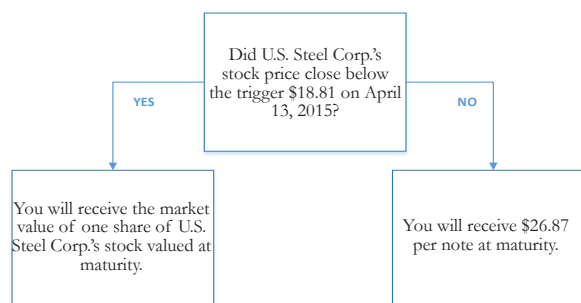 Did U.S. Steel Corp.'s
stock price close below
the trigger $18.81 on April
13, 2015?
YES
NO
You will receive the market
value of one share of U.S.
Steel Corp.'s stock valued at
maturity.
You will receive $26.87
per note at maturity.